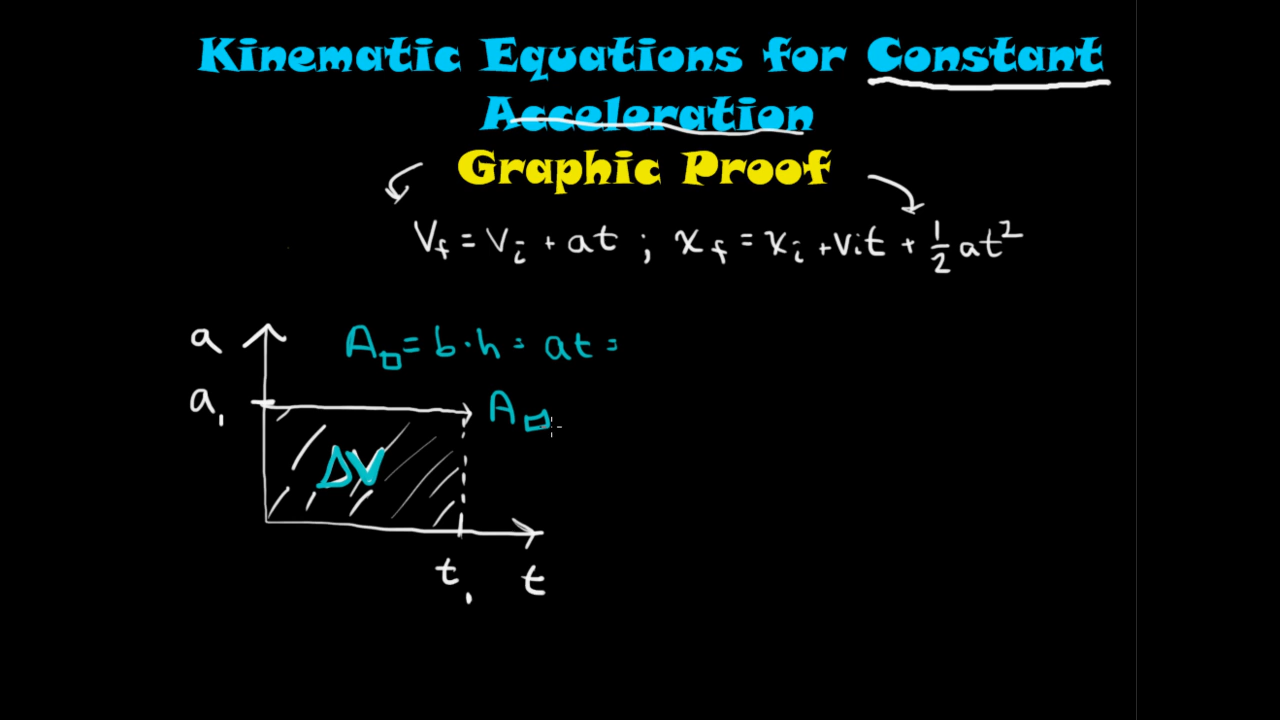 Kinematic Equations for Constant
Acceleration
Graphic Proof
Vf = Vi + at ; xf = xi + vit + 1/2 at²
a
A□ = b·h = at =
a₁
A□
ΔV
t₁
t